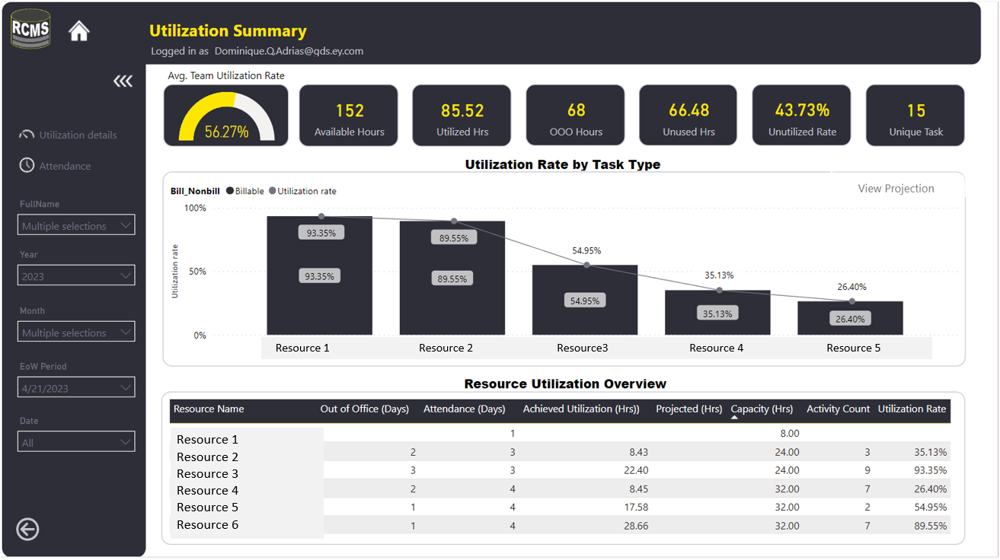 RCMS
Utilization Summary
Logged in as Dominique.Q.Adrias@gds.ey.com
Utilization details
Attendance
FullName
Multiple selections
Year
2023
Month
Multiple selections
EoW Period
4/21/2023
Date
All
Avg. Team Utilization Rate
56.27%
152
Available Hours
85.52
Utilized Hrs
68
OOO Hours
66.48
Unused Hrs
43.73%
Unutilized Rate
15
Unique Task
Utilization Rate by Task Type
Bill_Nonbill Billable Utilization rate
View Projection
Utilization rate
100%
50%
0%
93.35% 89.55% 54.95% 35.13% 26.40%
93.35% 89.55% 54.95% 35.13% 26.40%
Resource 1 Resource 2 Resource3 Resource 4 Resource 5
Resource Utilization Overview
Resource Name Out of Office (Days) Attendance (Days) Achieved Utilization (Hrs)) Projected (Hrs) Capacity (Hrs) Activity Count Utilization Rate
Resource 1 1 8.00
Resource 2 2 3 8.43 24.00 3 35.13%
Resource 3 3 3 22.40 24.00 9 93.35%
Resource 4 2 4 8.45 32.00 7 26.40%
Resource 5 1 4 17.58 32.00 2 54.95%
Resource 6 1 4 28.66 32.00 7 89.55%